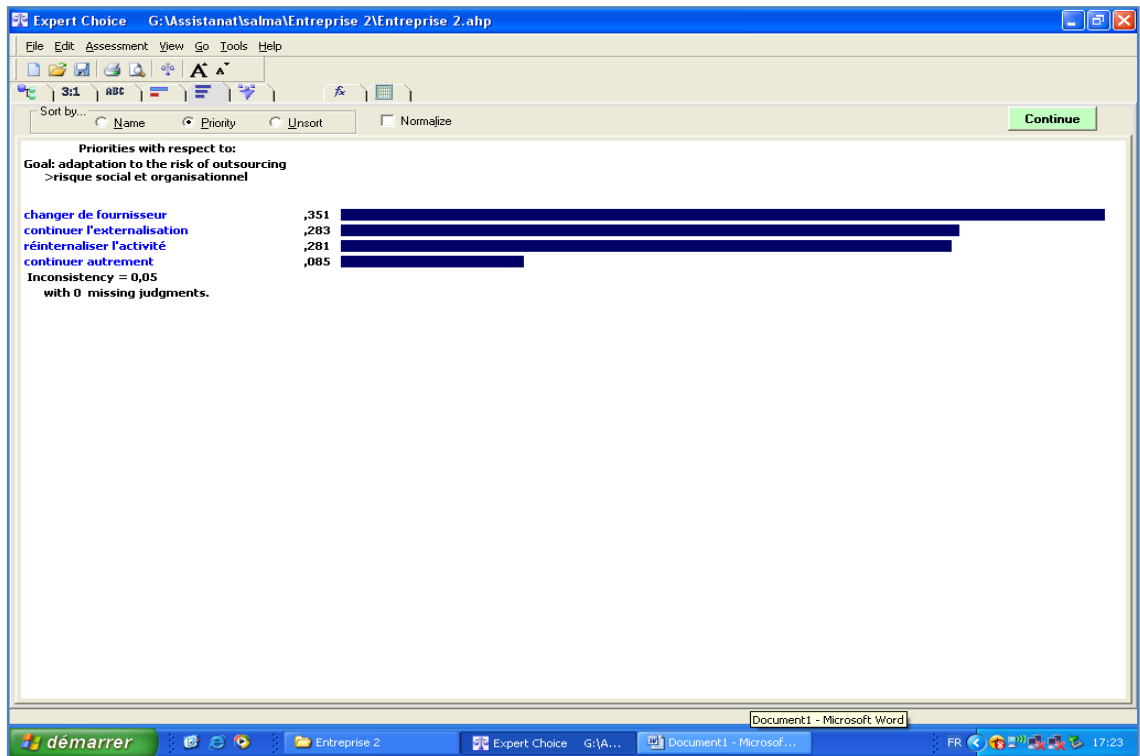 Expert Choice G:\Assistanat\salma\Entreprise 2\Entreprise 2.ahp
File Edit Assessment View Go Tools Help
A A
3:1 ABC fx
Sort by... Name Priority Unsort Normalize Continue
Priorities with respect to:
Goal: adaptation to the risk of outsourcing
>risque social et organisationnel
changer de fournisseur ,351
continuer l'externalisation ,283
réinternaliser l'activité ,281
continuer autrement ,085
Inconsistency = 0,05
with 0 missing judgments.
Document1 - Microsoft Word
démarrer Entreprise 2 Expert Choice G:\A... Document1 - Microsof... FR 17:23